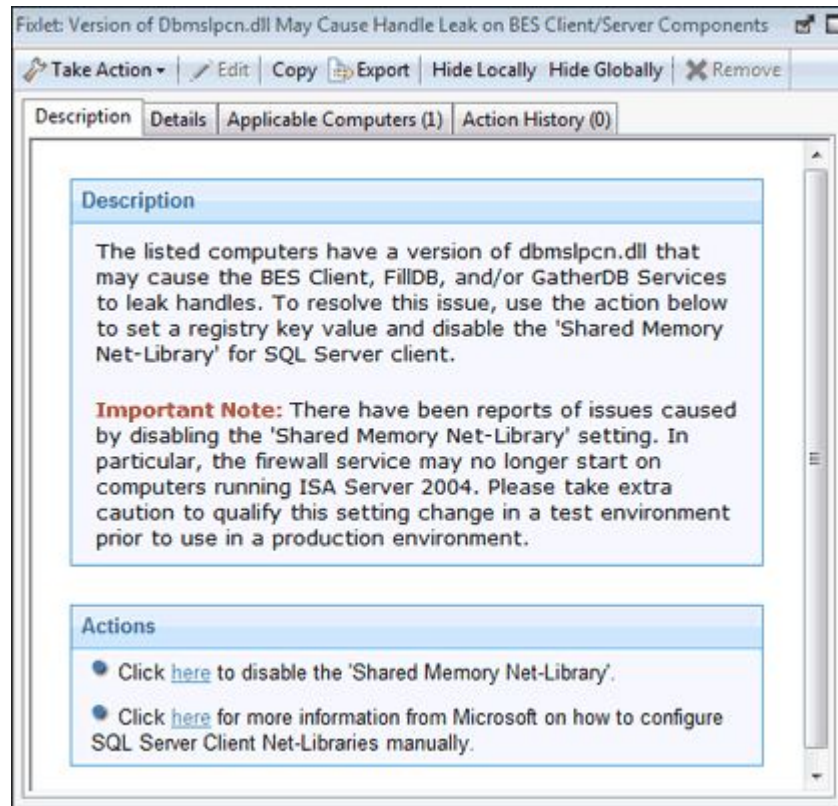 Fixlet: Version of Dbmslpcn.dll May Cause Handle Leak on BES Client/Server Components
Take Action Edit Copy Export Hide Locally Hide Globally Remove
Description Details Applicable Computers (1) Action History (0)
Description
The listed computers have a version of dbmslpcn.dll that
may cause the BES Client, FillDB, and/or GatherDB Services
to leak handles. To resolve this issue, use the action below
to set a registry key value and disable the 'Shared Memory
Net-Library' for SQL Server client.
Important Note: There have been reports of issues caused
by disabling the 'Shared Memory Net-Library' setting. In
particular, the firewall service may no longer start on
computers running ISA Server 2004. Please take extra
caution to qualify this setting change in a test environment
prior to use in a production environment.
Actions
Click here to disable the 'Shared Memory Net-Library'.
Click here for more information from Microsoft on how to configure
SQL Server Client Net-Libraries manually.